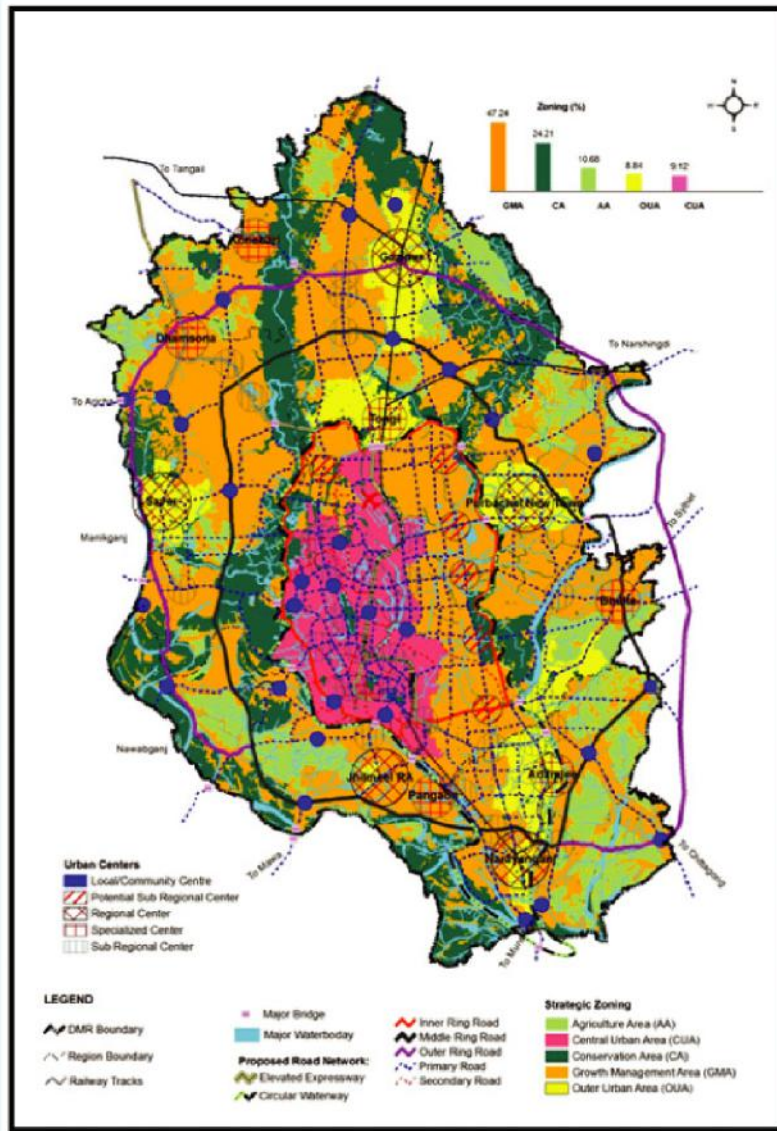 Zoning (%)
47.24
24.21
10.68
8.84
9.12
GMA CA AA OUA CUA
N
S
To Tangail
Dhamsona
To Narshingdi
Tongi
Savar
Purbachal New Town
To Sylhet
Manikganj
Bhulta
Nawabganj
Jhilmeel RA
Pangaon
To Mawa
Narayanganj
To Chittagong
Urban Centers
Local/Community Centre
Potential Sub Regional Center
Regional Center
Specialized Center
Sub Regional Center
LEGEND
DMR Boundary
Region Boundary
Railway Tracks
Major Bridge
Major Waterboday
Proposed Road Network:
Elevated Expressway
Circular Waterway
Inner Ring Road
Middle Ring Road
Outer Ring Road
Primary Road
Secondary Road
Strategic Zoning
Agriculture Area (AA)
Central Urban Area (CUA)
Conservation Area (CA)
Growth Management Area (GMA)
Outer Urban Area (OUA)